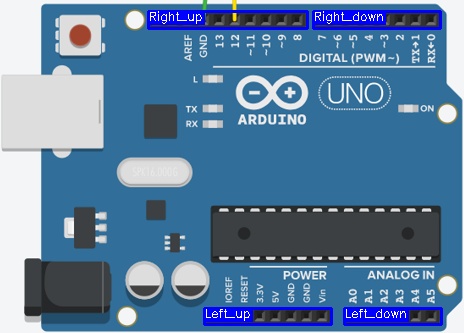 Right_up Right_down
AREF GND 13 12 ~11 ~10 ~9 8 7 ~6 ~5 4 ~3 2 TX→1 RX←0
DIGITAL (PWM~)
L
TX
RX
UNO
ARDUINO
ON
POWER ANALOG IN
IOREF RESET 3.3V 5V GND GND Vin A0 A1 A2 A3 A4 A5
Left_up Left_down